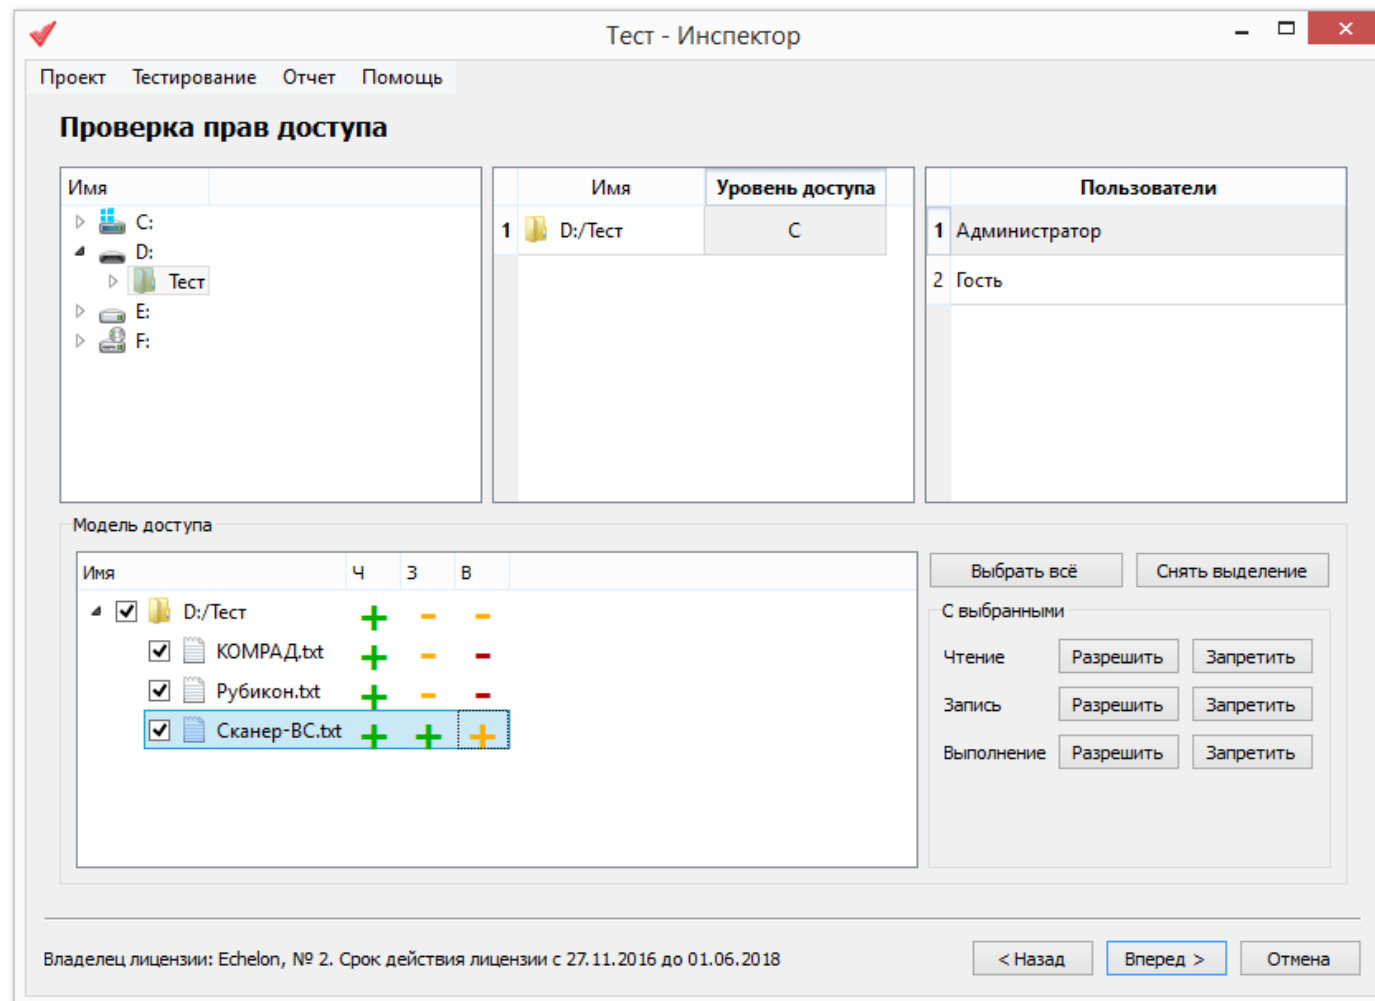 Тест - Инспектор
Проект Тестирование Отчет Помощь
Проверка прав доступа
Имя
C:
D:
Тест
E:
F:
Имя Уровень доступа
1 D:/Тест C
Пользователи
1 Администратор
2 Гость
Модель доступа
Имя Ч З В
D:/Тест + - -
КОМРАД.txt + - -
Рубикон.txt + - -
Сканер-ВС.txt + + +
Выбрать всё Снять выделение
С выбранными
Чтение Разрешить Запретить
Запись Разрешить Запретить
Выполнение Разрешить Запретить
Владелец лицензии: Echelon, № 2. Срок действия лицензии с 27.11.2016 до 01.06.2018
< Назад Вперед > Отмена